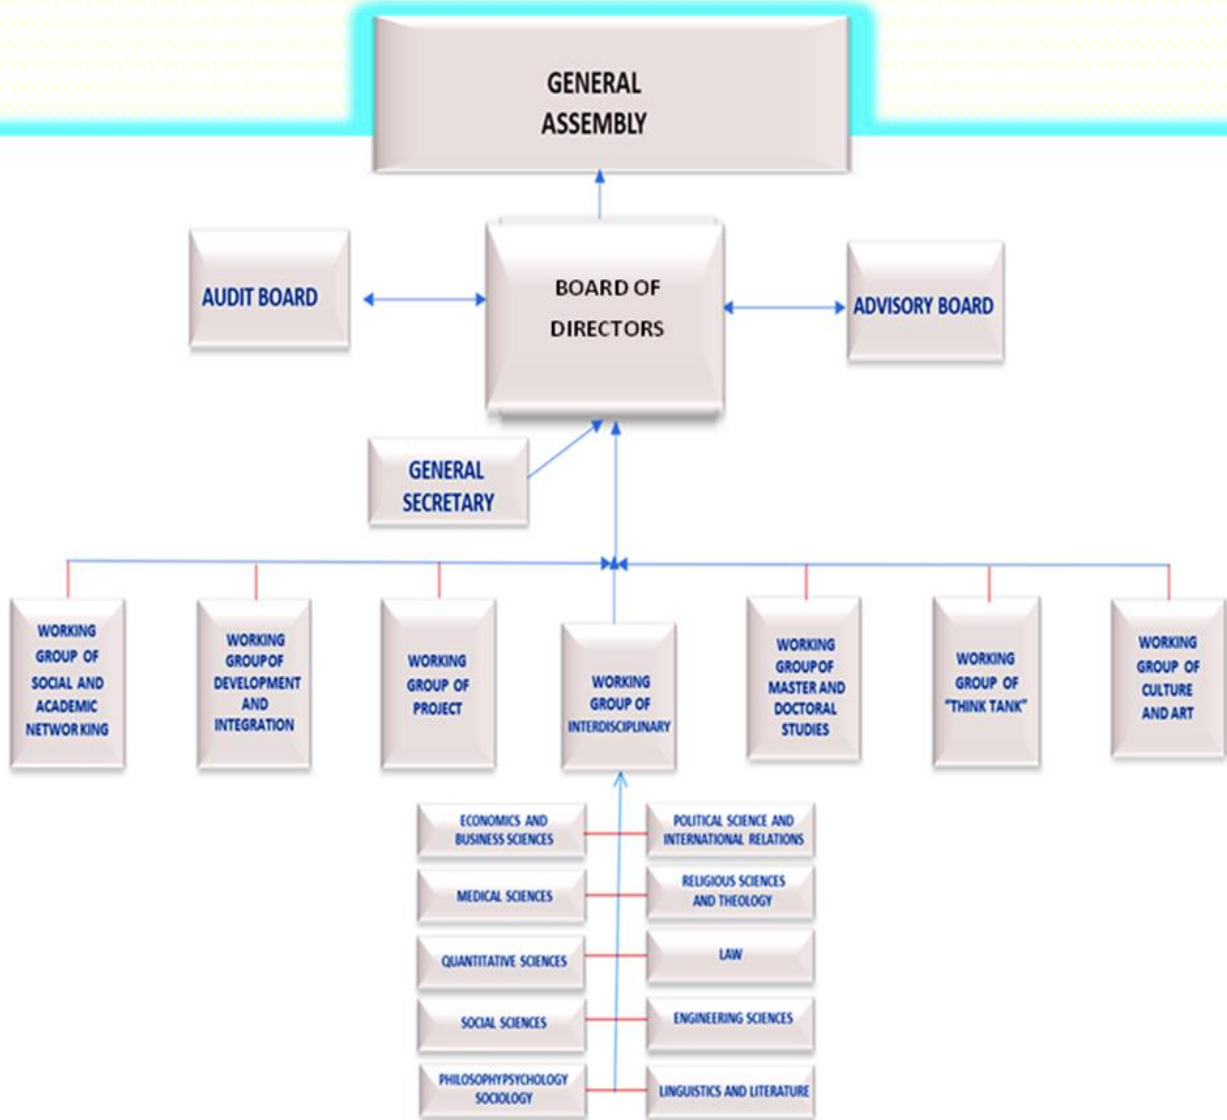 GENERAL
ASSEMBLY
AUDIT BOARD
BOARD OF
DIRECTORS
ADVISORY BOARD
GENERAL
SECRETARY
WORKING
GROUP OF
SOCIAL AND
ACADEMIC
NETWORKING
WORKING
GROUP OF
DEVELOPMENT
AND
INTEGRATION
WORKING
GROUP OF
PROJECT
WORKING
GROUP OF
INTERDISCIPLINARY
WORKING
GROUP OF
MASTER AND
DOCTORAL
STUDIES
WORKING
GROUP OF
"THINK TANK"
WORKING
GROUP OF
CULTURE
AND ART
ECONOMICS AND
BUSINESS SCIENCES
POLITICAL SCIENCE AND
INTERNATIONAL RELATIONS
MEDICAL SCIENCES
RELIGIOUS SCIENCES
AND THEOLOGY
QUANTITATIVE SCIENCES
LAW
SOCIAL SCIENCES
ENGINEERING SCIENCES
PHILOSOPHYPSYCHOLOGY
SOCIOLOGY
LINGUISTICS AND LITERATURE